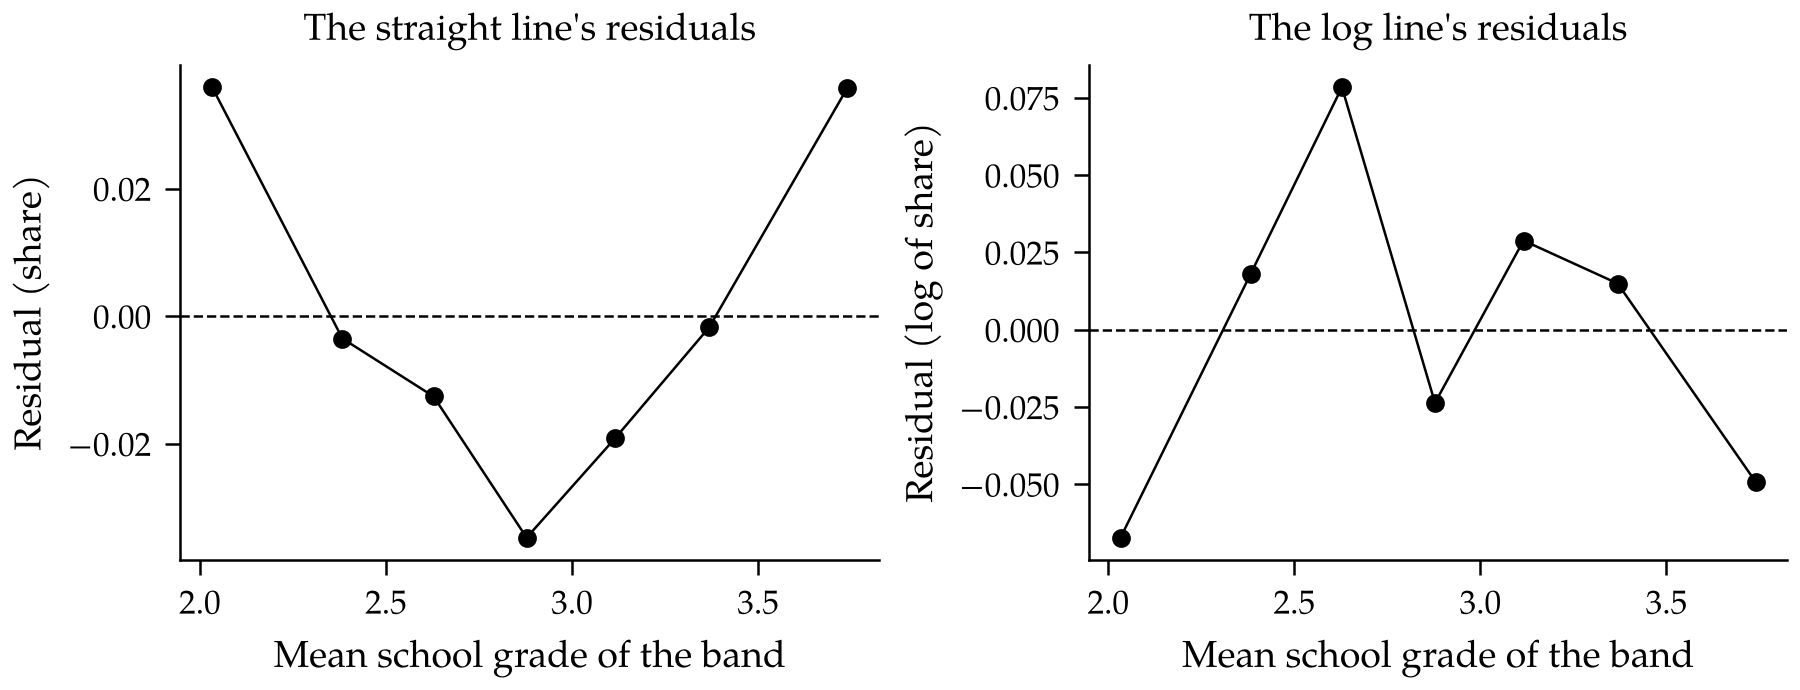 The straight line's residuals
Residual (share)
0.02
0.00
−0.02
2.0 2.5 3.0 3.5
Mean school grade of the band
The log line's residuals
Residual (log of share)
0.075
0.050
0.025
0.000
−0.025
−0.050
2.0 2.5 3.0 3.5
Mean school grade of the band